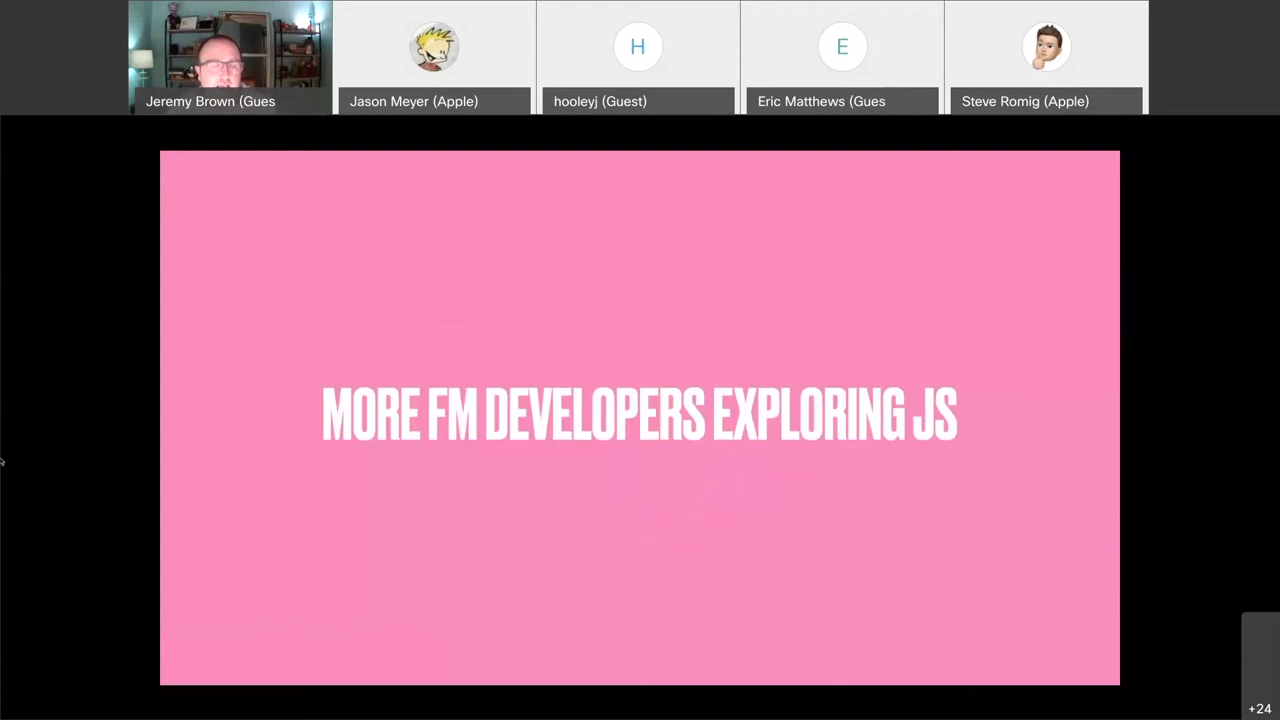 Jeremy Brown (Gues
Jason Meyer (Apple)
H
hooleyj (Guest)
E
Eric Matthews (Gues
Steve Romig (Apple)
MORE FM DEVELOPERS EXPLORING JS
+24